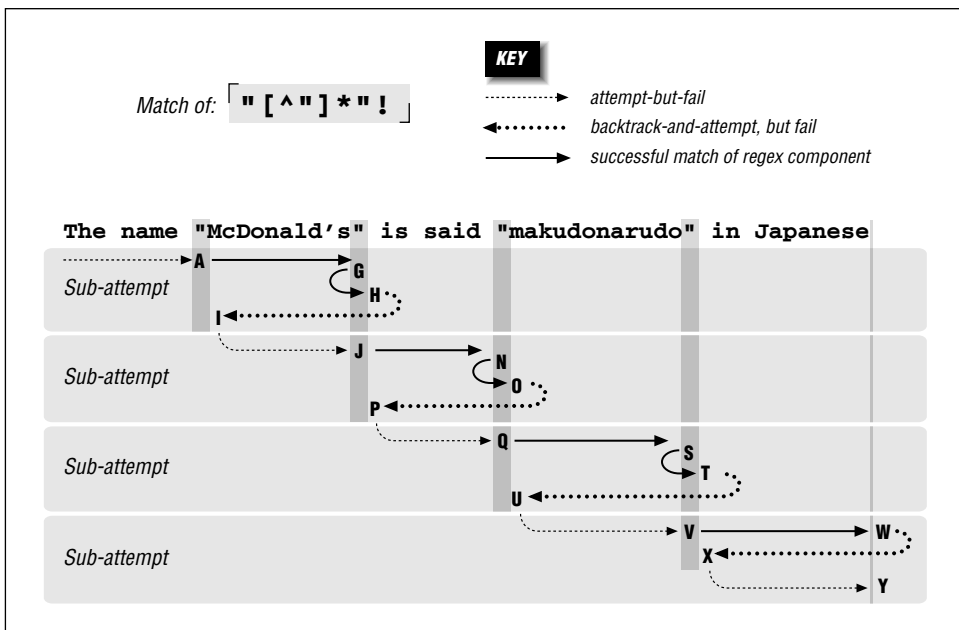 KEY
Match of: "[^"]*"!
attempt-but-fail
backtrack-and-attempt, but fail
successful match of regex component
The name "McDonald's" is said "makudonarudo" in Japanese
A
G
Sub-attempt
H
I
J
N
Sub-attempt
O
P
Q
S
Sub-attempt
T
U
V W
X
Sub-attempt
Y